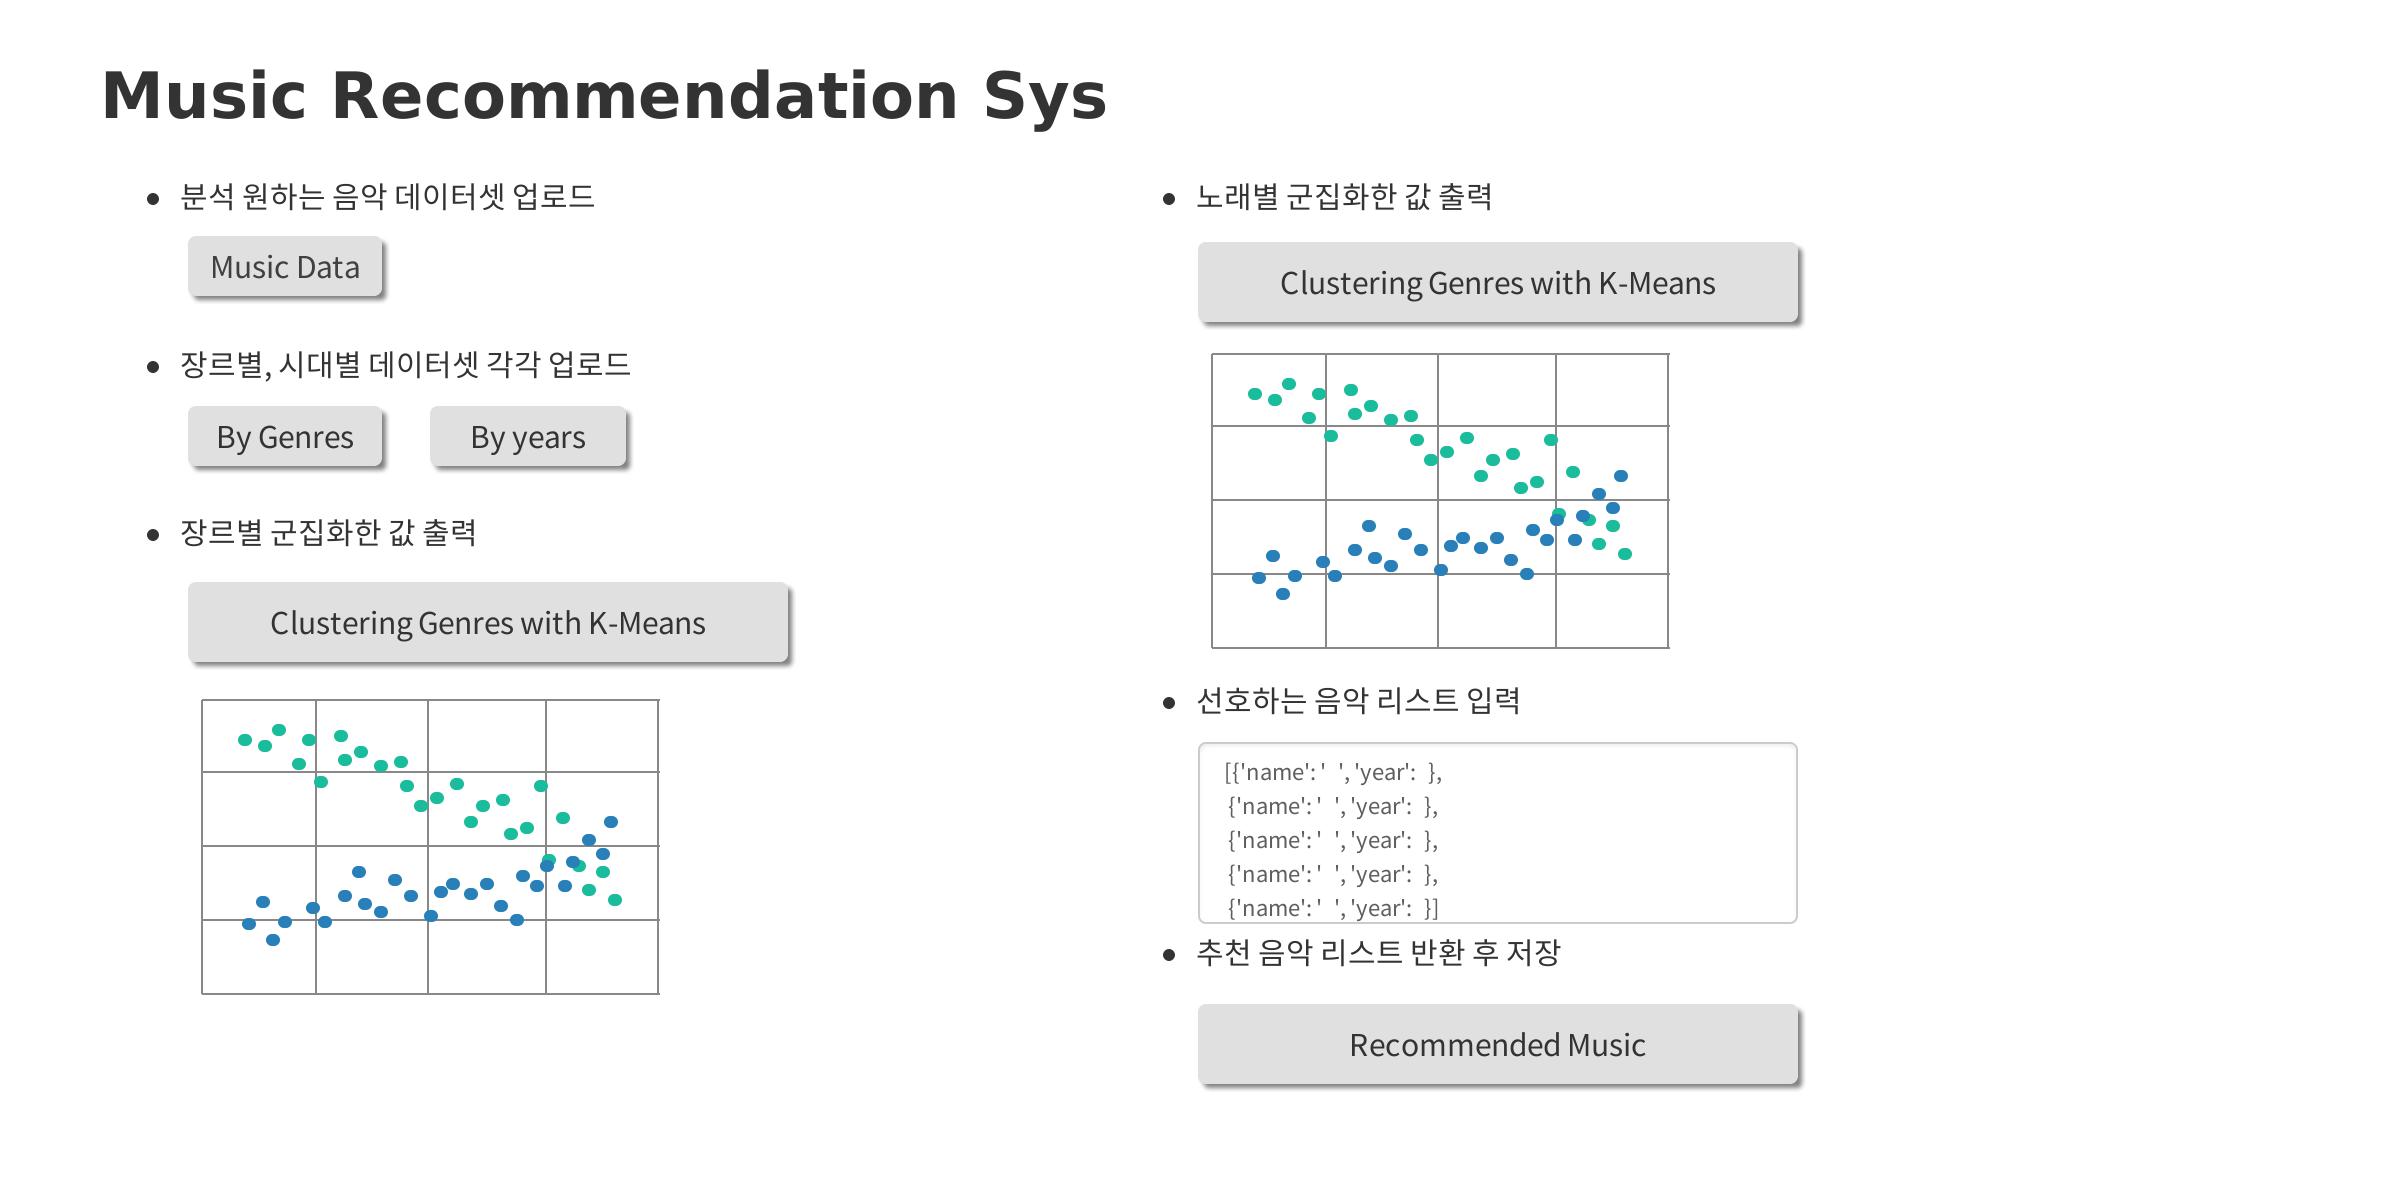 Music Recommendation Sys
분석 원하는 음악 데이터셋 업로드
Music Data
장르별, 시대별 데이터셋 각각 업로드
By Genres
By years
장르별 군집화한 값 출력
Clustering Genres with K-Means
노래별 군집화한 값 출력
Clustering Genres with K-Means
선호하는 음악 리스트 입력
[{'name': '  ', 'year':  },
{'name': '  ', 'year':  },
{'name': '  ', 'year':  },
{'name': '  ', 'year':  },
{'name': '  ', 'year':  }]
추천 음악 리스트 반환 후 저장
Recommended Music